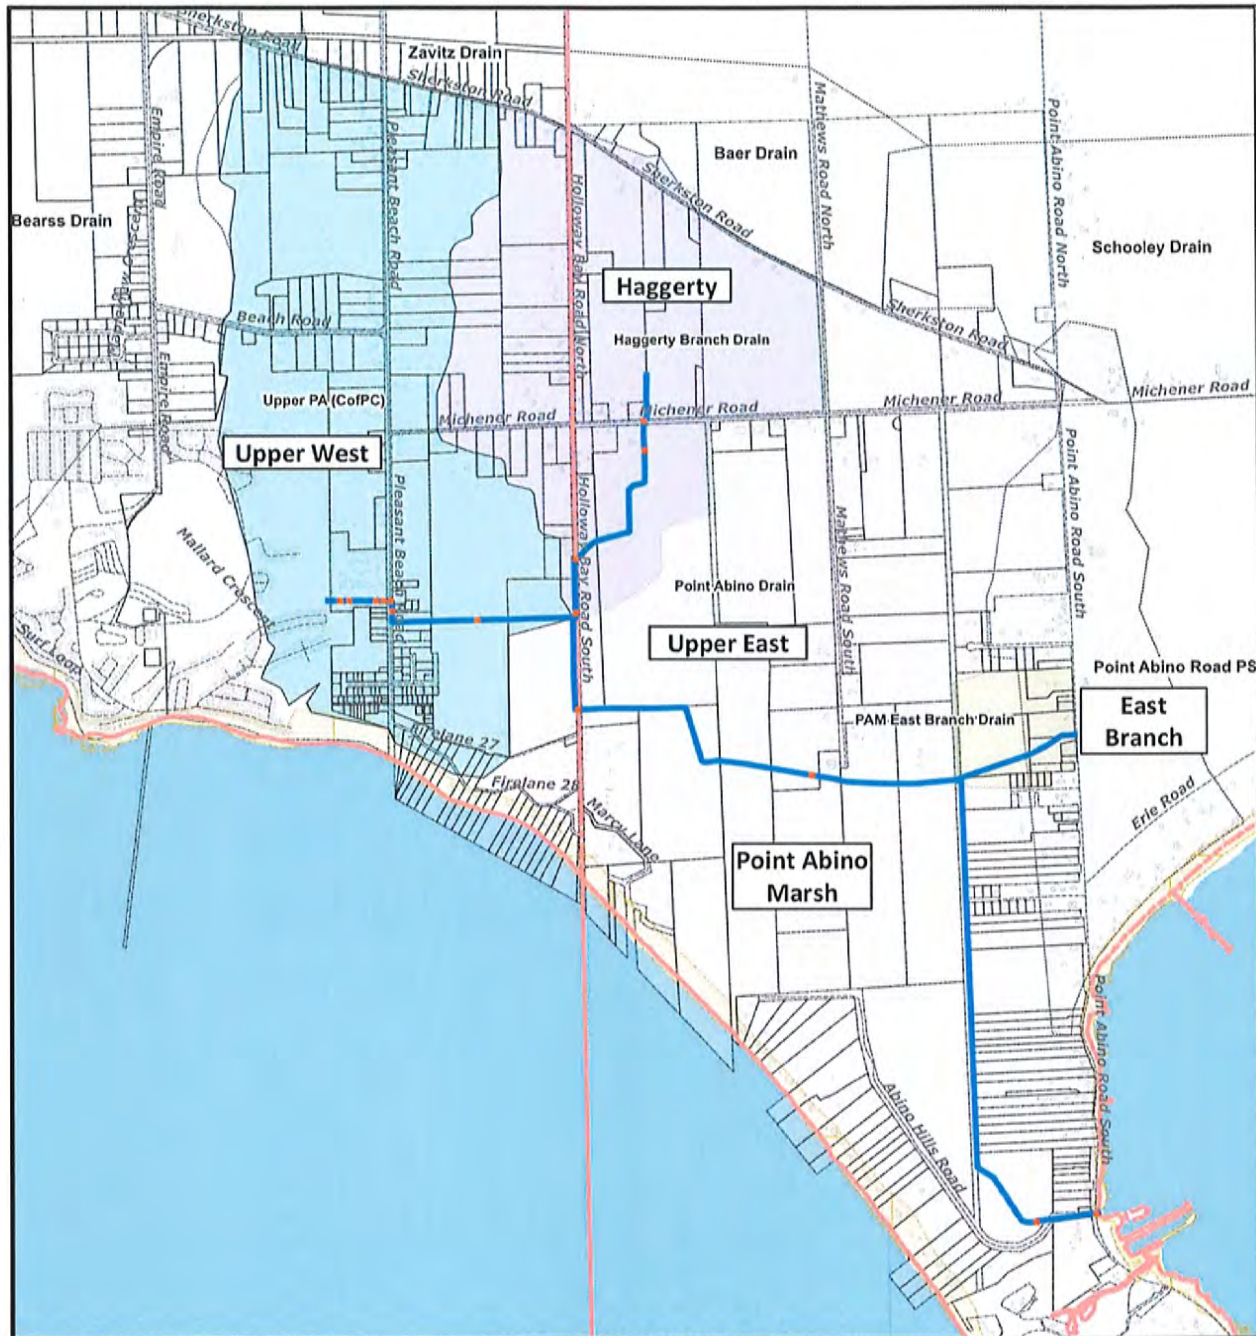 Sherkston Road
Zavitz Drain
Sherkston Road
Empire Road
Pleasant Beach Road
Mathews Road North
Point Abino Road North
Baer Drain
Sherkston Road
Bearss Drain
Holloway Bay Road North
Schooley Drain
Haggerty
Beach Road
Sherkston Road
Haggerty Branch Drain
Empire Road
Upper PA (CofPC)
Michener Road
Michener Road
Michener Road
Michener Road
Upper West
Point Abino Road South
Pleasant Beach Road
Holloway Bay Road South
Mathews Road South
Mallard Crescent
Point Abino Drain
Surf Loop
Upper East
Point Abino Road PS
PAM East Branch Drain
East
Branch
Firelane 27
Firelane 28
Marcy Lane
Erie Road
Point Abino
Marsh
Point Abino Road South
Abino Hills Road